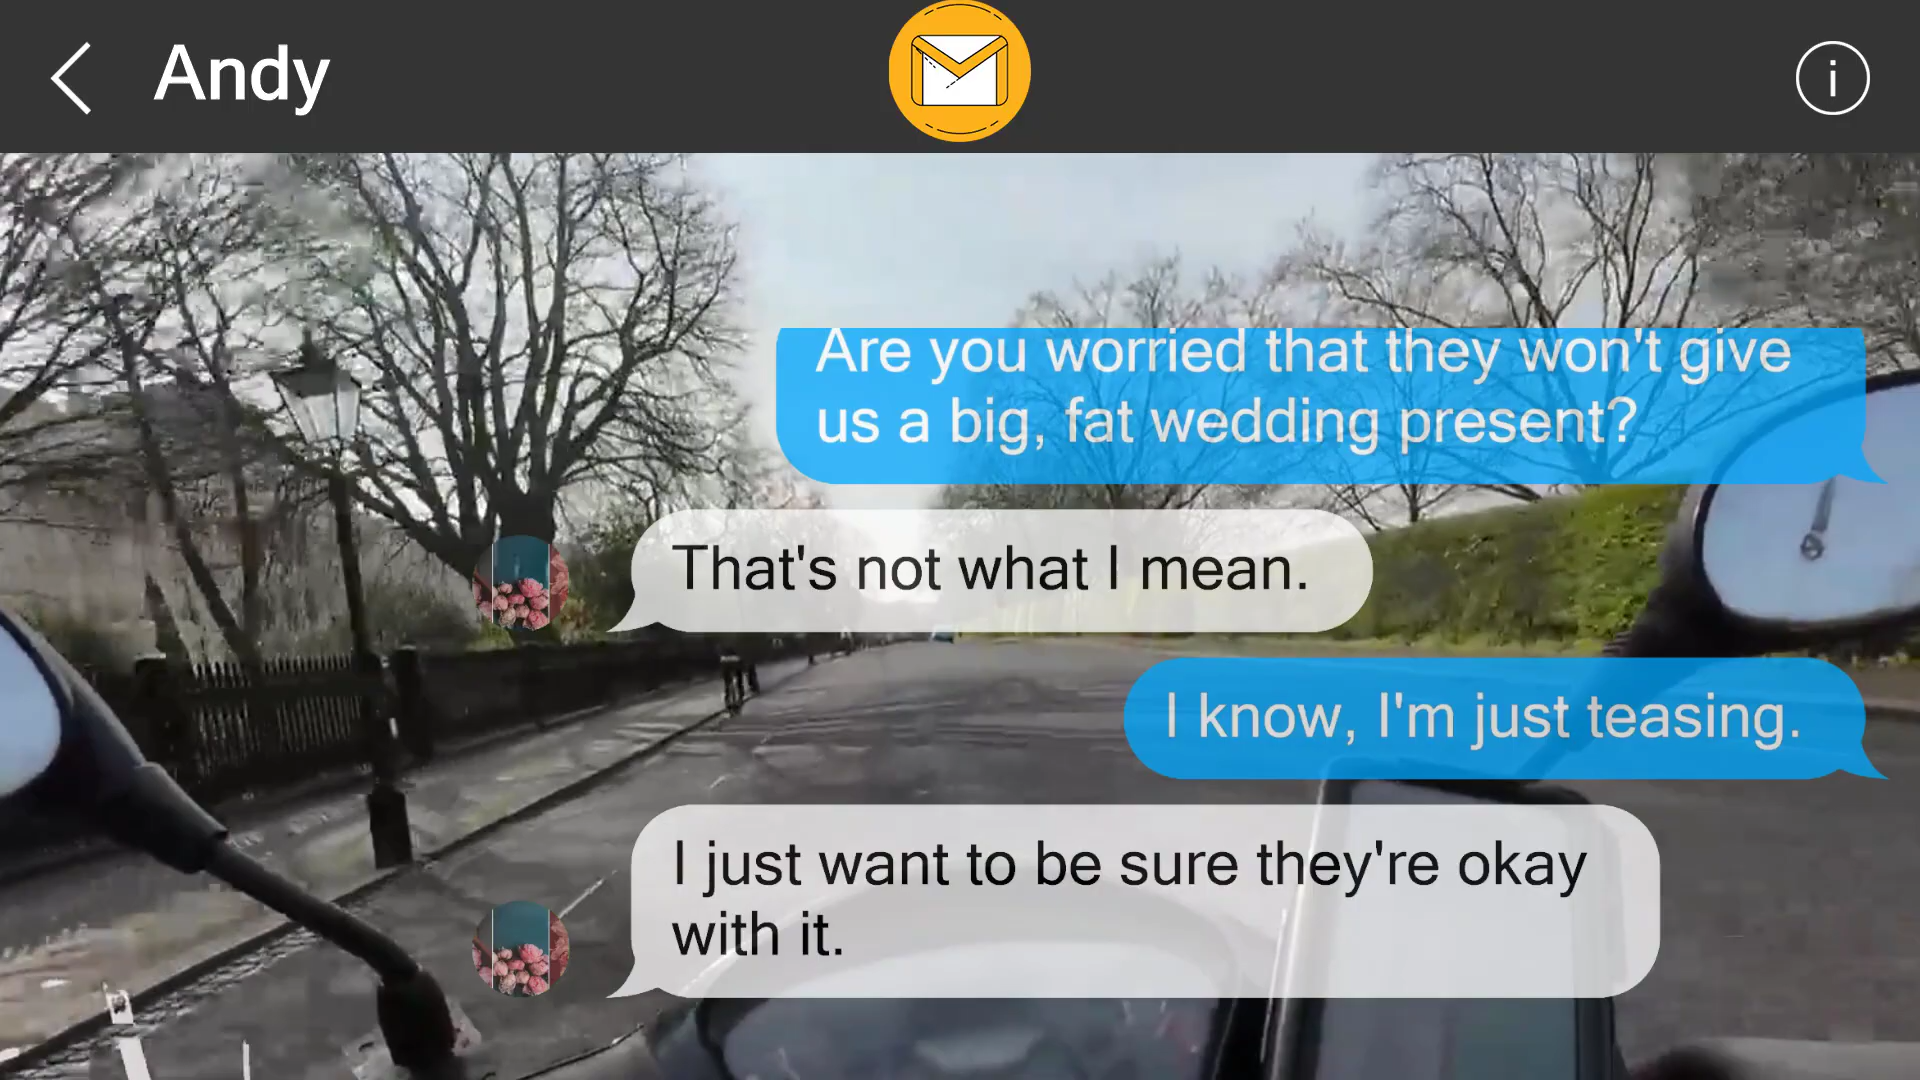 Andy
Are you worried that they won't give
us a big, fat wedding present?
That's not what I mean.
I know, I'm just teasing.
I just want to be sure they're okay
with it.